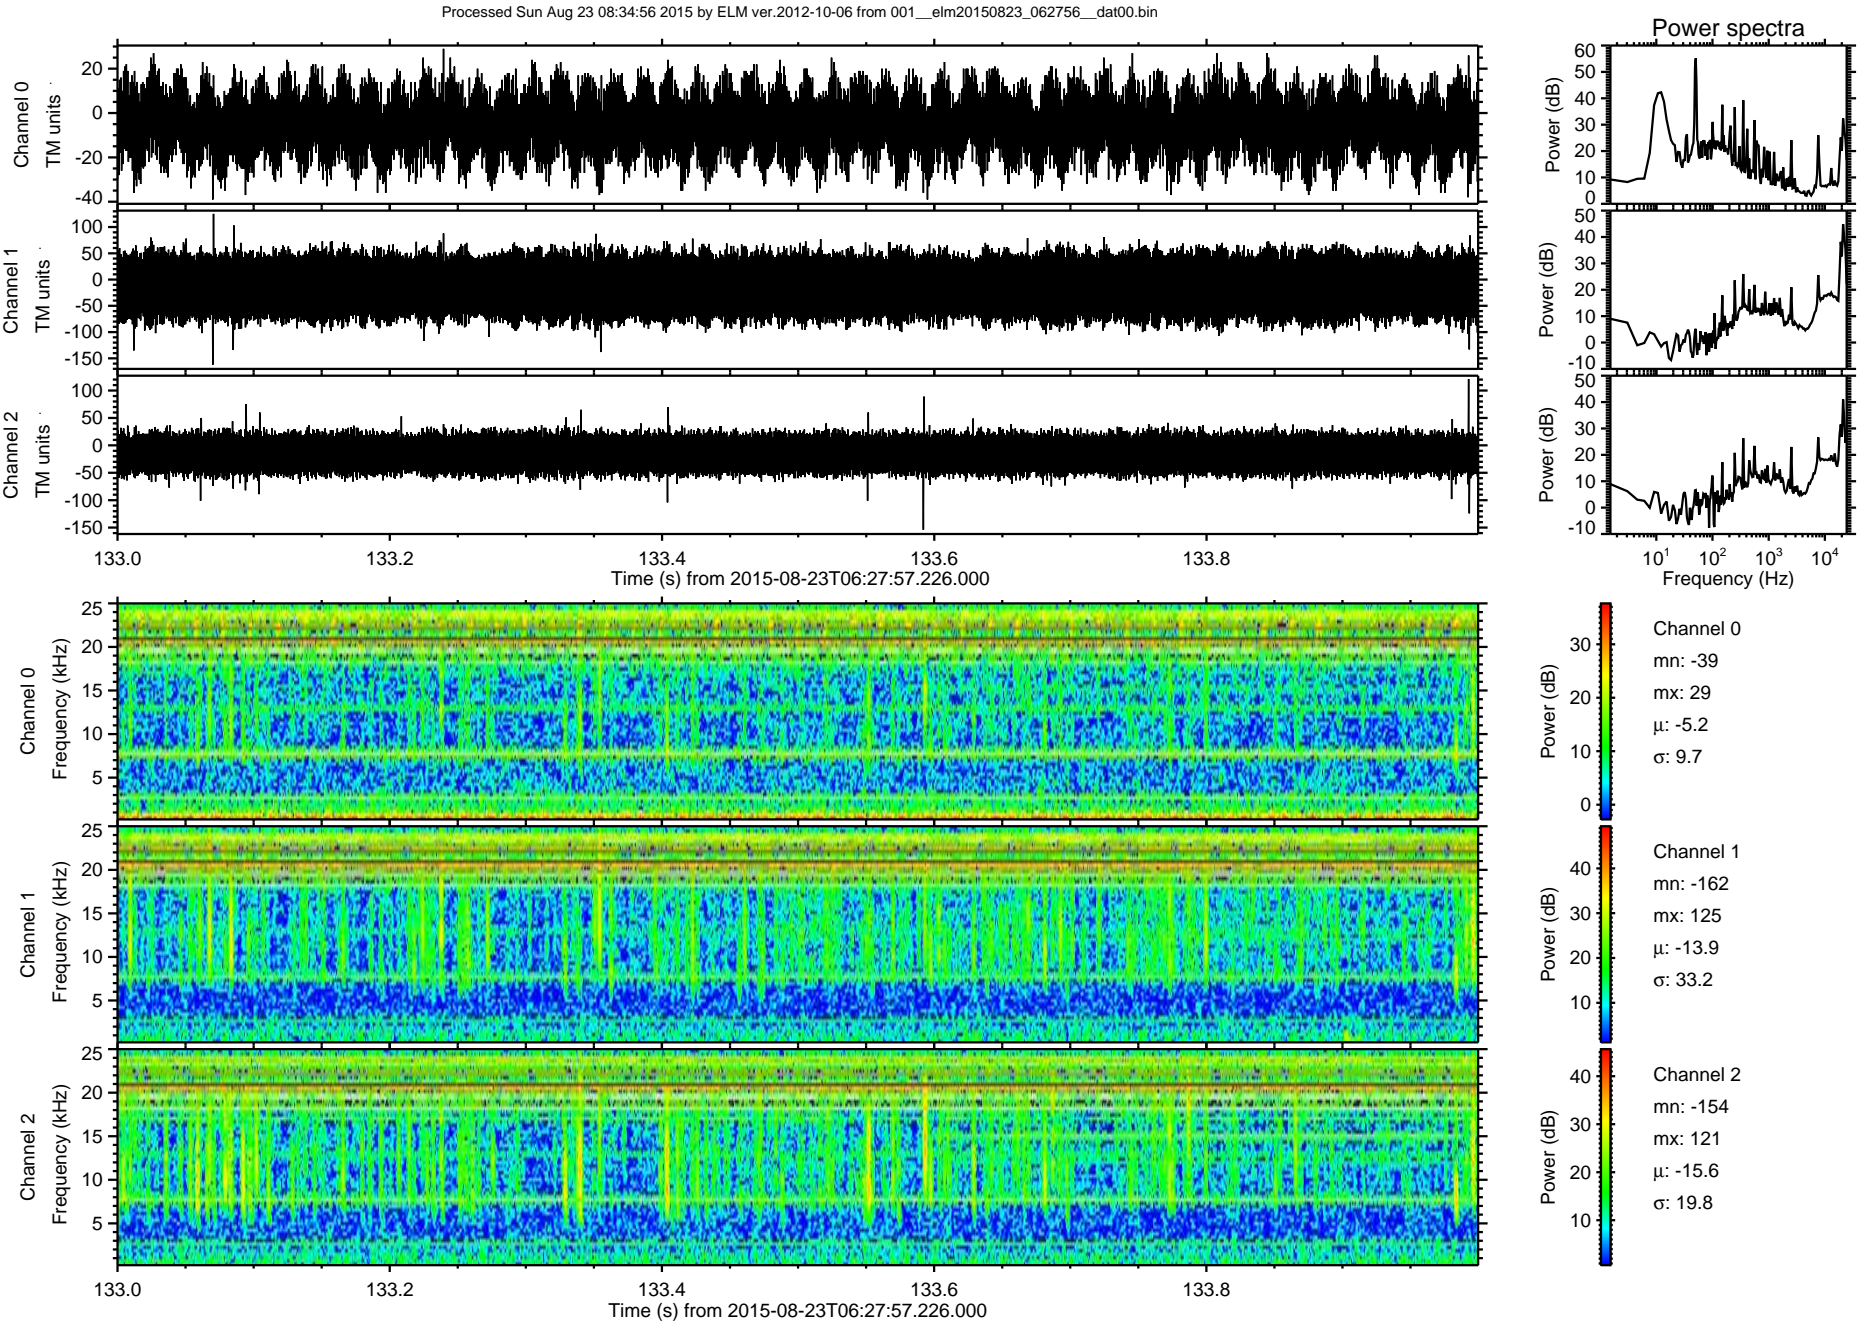 Processed Sun Aug 23 08:34:56 2015 by ELM ver.2012-10-06 from 001__elm20150823_062756__dat00.bin
Power spectra
Channel 0
TM units
20
0
-20
-40
Power (dB)
60
50
40
30
20
10
0
Channel 1
TM units
100
50
0
-50
-100
-150
Power (dB)
50
40
30
20
10
0
-10
Channel 2
TM units
100
50
0
-50
-100
-150
Power (dB)
50
40
30
20
10
0
-10
133.0 133.2 133.4 133.6 133.8
Time (s) from 2015-08-23T06:27:57.226.000
10^1 10^2 10^3 10^4
Frequency (Hz)
Channel 0
Frequency (kHz)
25
20
15
10
5
Power (dB)
30
20
10
0
Channel 0
mn: -39
mx: 29
μ: -5.2
σ: 9.7
Channel 1
Frequency (kHz)
25
20
15
10
5
Power (dB)
40
30
20
10
Channel 1
mn: -162
mx: 125
μ: -13.9
σ: 33.2
Channel 2
Frequency (kHz)
25
20
15
10
5
Power (dB)
40
30
20
10
Channel 2
mn: -154
mx: 121
μ: -15.6
σ: 19.8
133.0 133.2 133.4 133.6 133.8
Time (s) from 2015-08-23T06:27:57.226.000